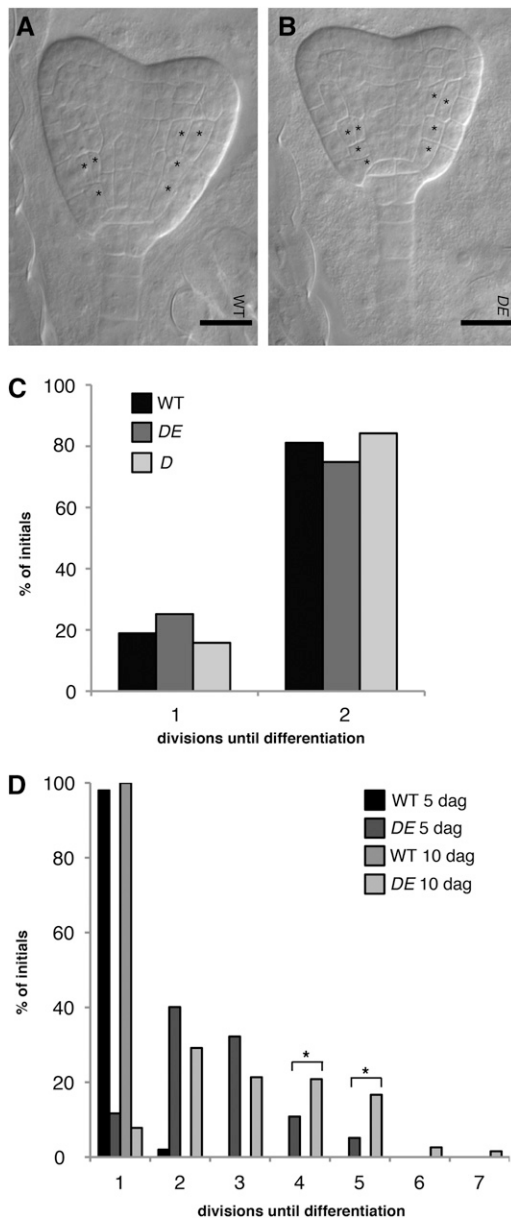 A
B
* *
* *
*
*
*
*
*
*
* *
*
*
*
*
WT
DE
C
100
80
60
40
20
0
% of initials
WT
DE
D
1
2
divisions until differentiation
D
100
80
60
40
20
0
% of initials
WT 5 dag
DE 5 dag
WT 10 dag
DE 10 dag
*
*
1 2 3 4 5 6 7
divisions until differentiation